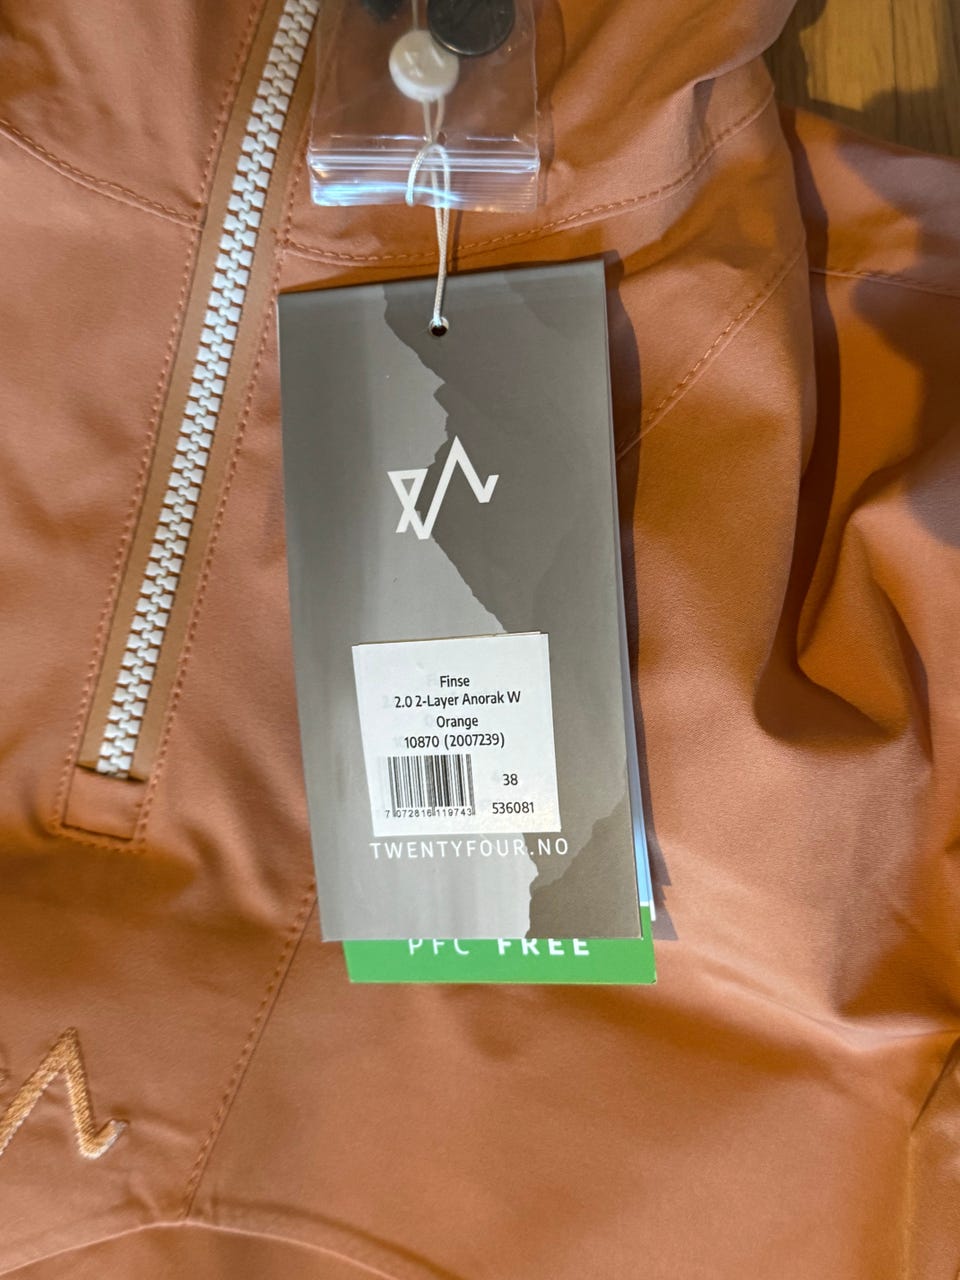 Finse
2.0 2-Layer Anorak W
Orange
10870 (2007239)
38
7 072816 119743
536081
TWENTYFOUR.NO
PFC FREE